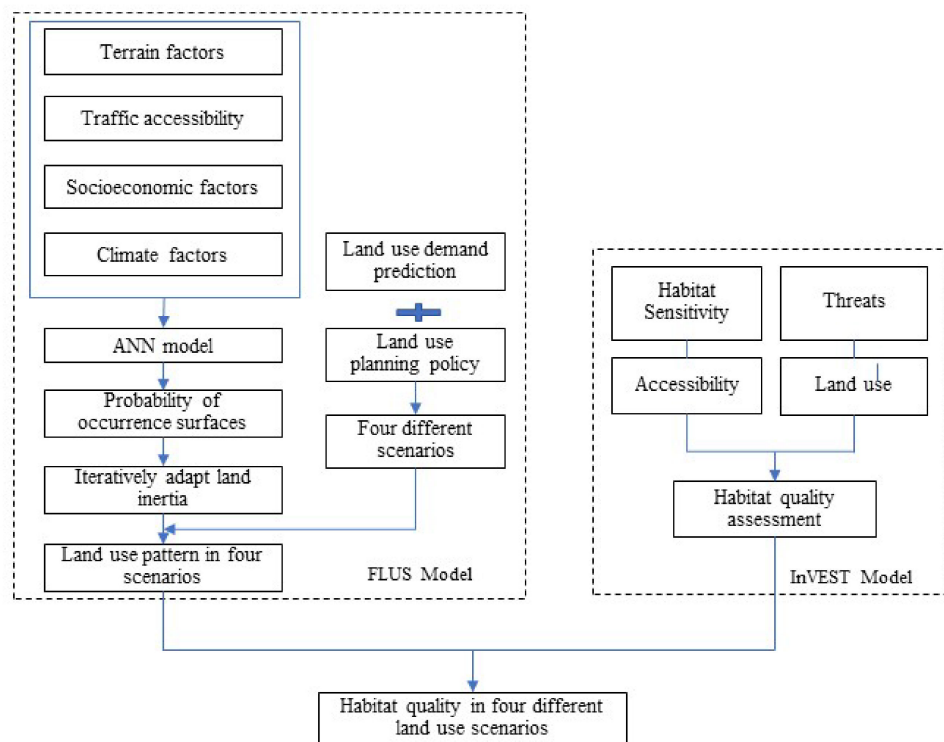 Terrain factors
Traffic accessibility
Socioeconomic factors
Climate factors
ANN model
Probability of
occurrence surfaces
Iteratively adapt land
inertia
Land use pattern in four
scenarios
Land use demand
prediction
Land use
planning policy
Four different
scenarios
FLUS Model
Habitat
Sensitivity
Threats
Accessibility
Land use
Habitat quality
assessment
InVEST Model
Habitat quality in four different
land use scenarios